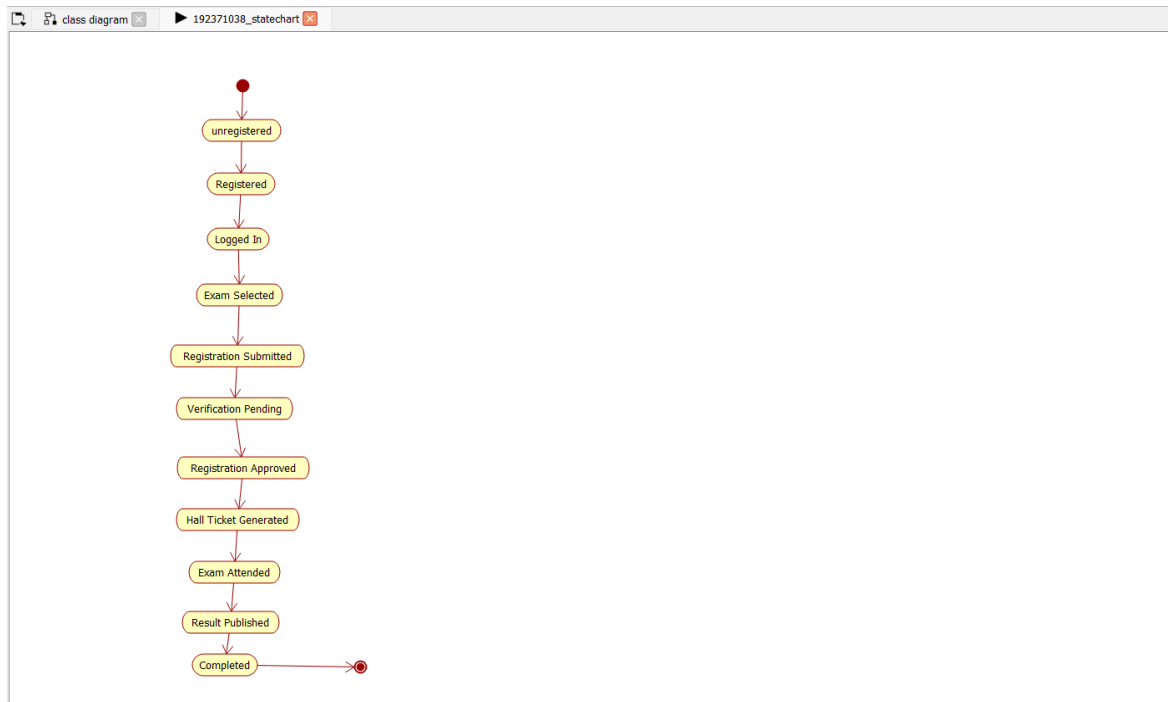 class diagram
192371038_statechart
unregistered
Registered
Logged In
Exam Selected
Registration Submitted
Verification Pending
Registration Approved
Hall Ticket Generated
Exam Attended
Result Published
Completed